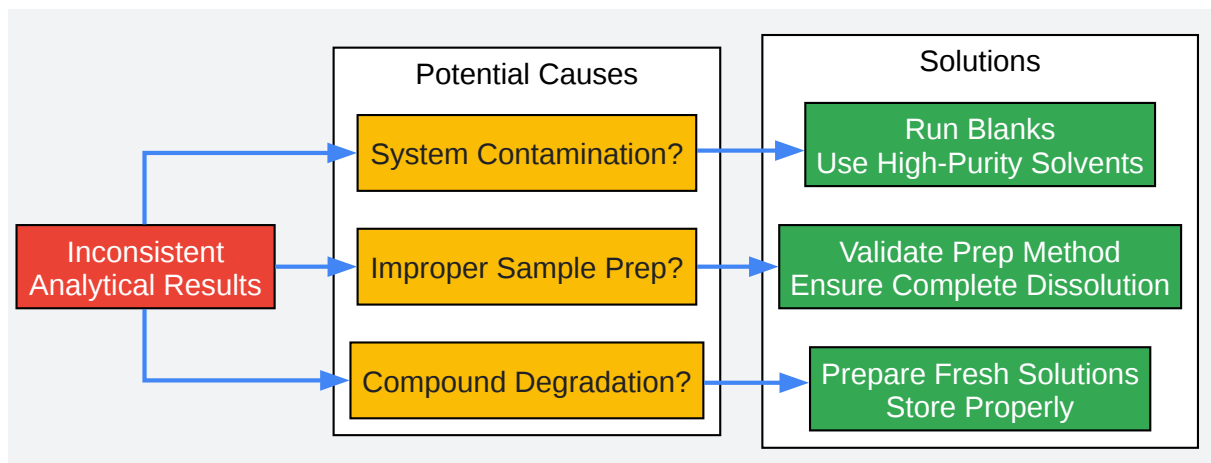 Potential Causes
Solutions
System Contamination?
Run Blanks
Use High-Purity Solvents
Inconsistent
Analytical Results
Improper Sample Prep?
Validate Prep Method
Ensure Complete Dissolution
Compound Degradation?
Prepare Fresh Solutions
Store Properly